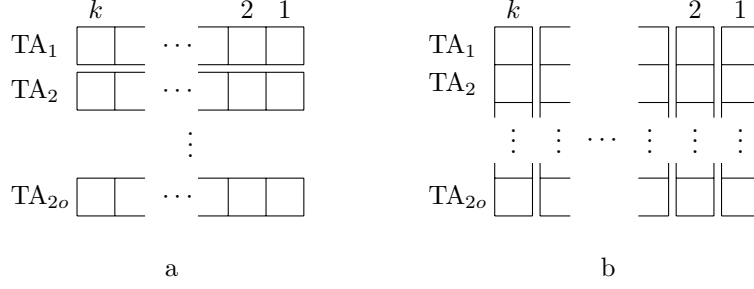 k 2 1 k 2 1
TA1 ··· TA1
TA2 ··· TA2
⋮ ⋮ ⋮ ··· ⋮ ⋮ ⋮
TA2o ··· TA2o
a b